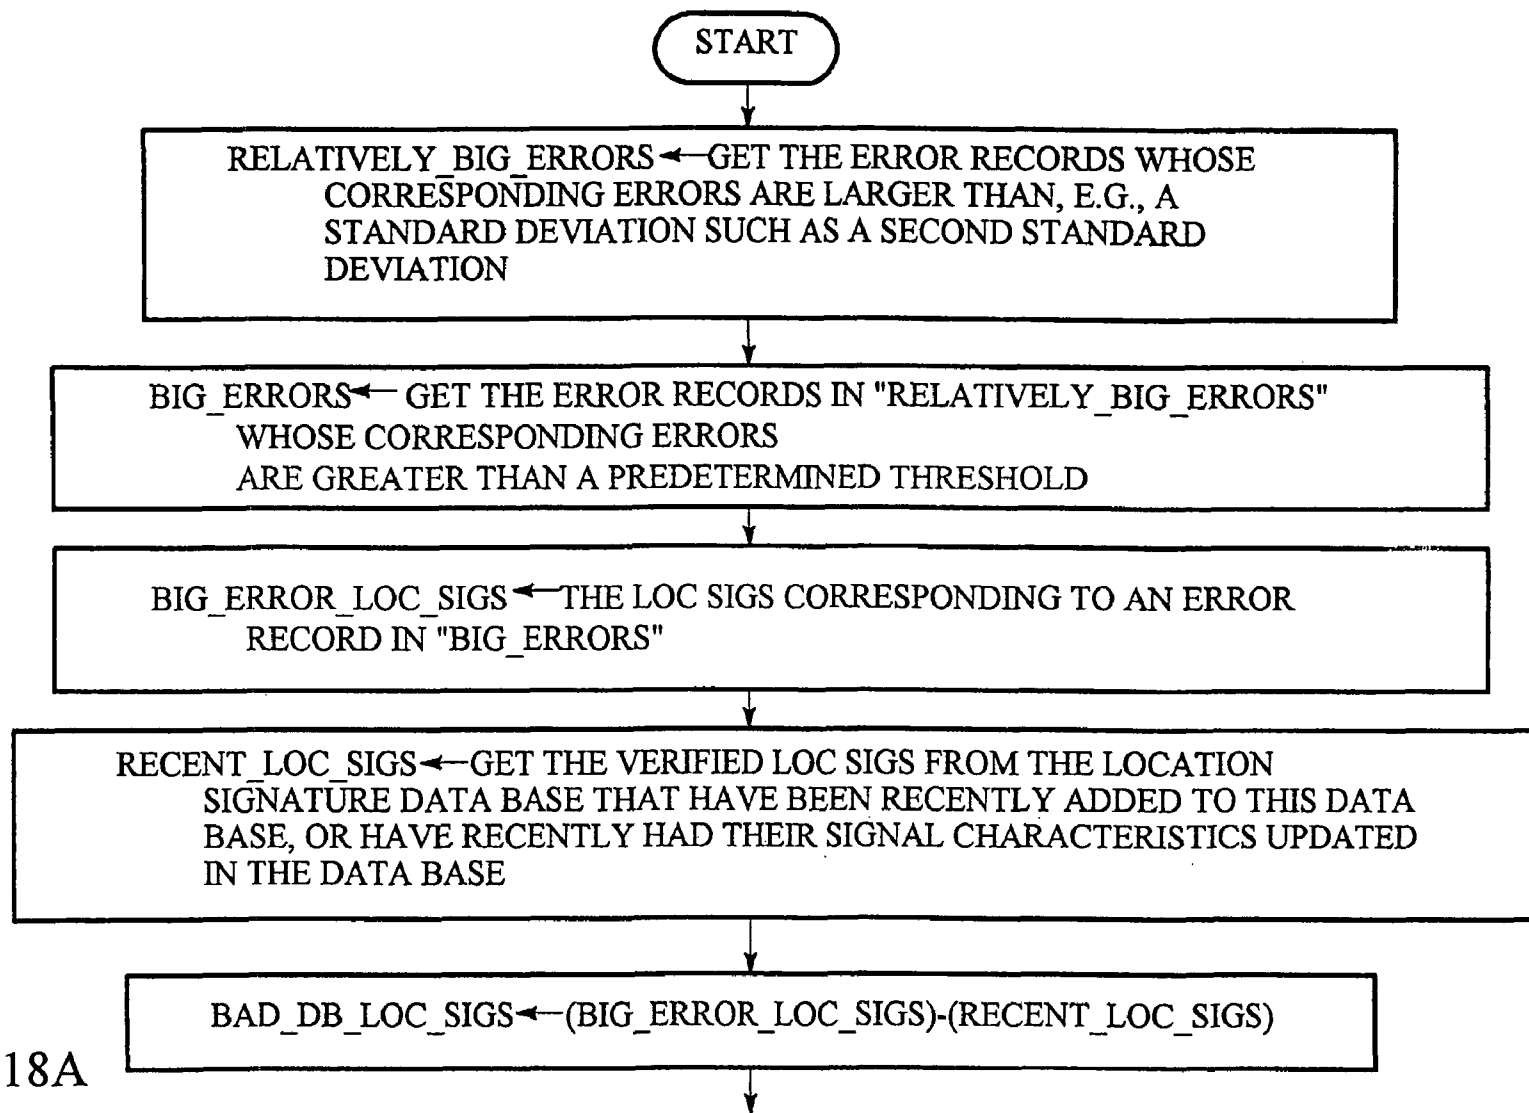 START
RELATIVELY_BIG_ERRORS←GET THE ERROR RECORDS WHOSE
CORRESPONDING ERRORS ARE LARGER THAN, E.G., A
STANDARD DEVIATION SUCH AS A SECOND STANDARD
DEVIATION
BIG_ERRORS← GET THE ERROR RECORDS IN "RELATIVELY_BIG_ERRORS"
WHOSE CORRESPONDING ERRORS
ARE GREATER THAN A PREDETERMINED THRESHOLD
BIG_ERROR_LOC_SIGS←THE LOC SIGS CORRESPONDING TO AN ERROR
RECORD IN "BIG_ERRORS"
RECENT_LOC_SIGS←GET THE VERIFIED LOC SIGS FROM THE LOCATION
SIGNATURE DATA BASE THAT HAVE BEEN RECENTLY ADDED TO THIS DATA
BASE, OR HAVE RECENTLY HAD THEIR SIGNAL CHARACTERISTICS UPDATED
IN THE DATA BASE
BAD_DB_LOC_SIGS←(BIG_ERROR_LOC_SIGS)-(RECENT_LOC_SIGS)
18A